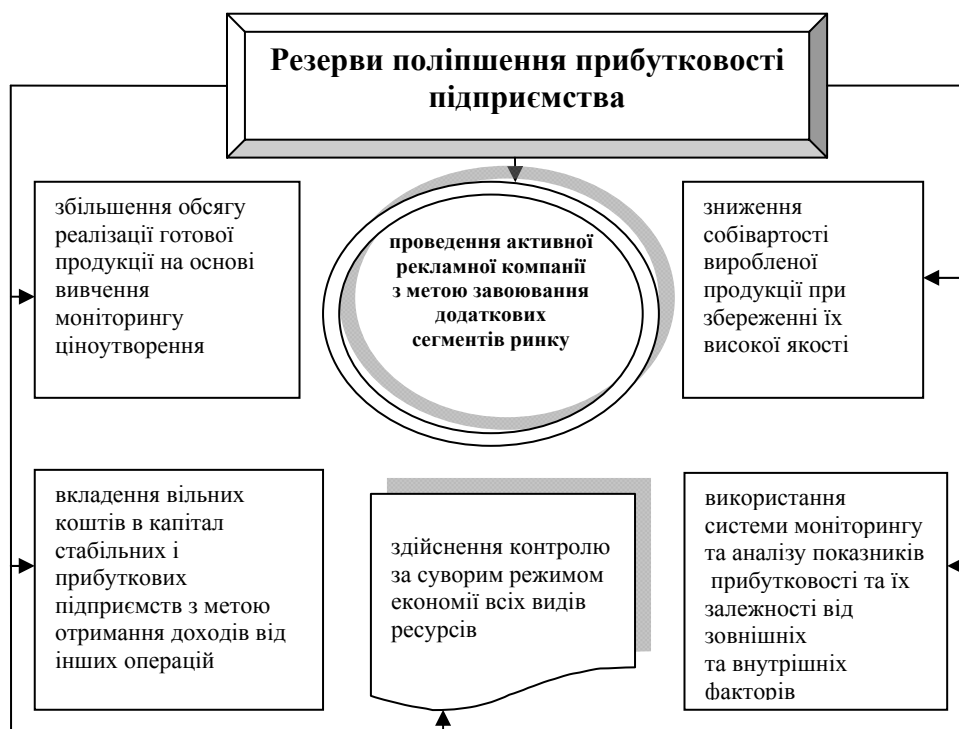 Резерви поліпшення прибутковості
підприємства
збільшення обсягу
реалізації готової
продукції на основі
вивчення
моніторингу
ціноутворення
проведення активної
рекламної компанії
з метою завоювання
додаткових
сегментів ринку
зниження
собівартості
виробленої
продукції при
збереженні їх
високої якості
вкладення вільних
коштів в капітал
стабільних і
прибуткових
підприємств з метою
отримання доходів від
інших операцій
здійснення контролю
за суворим режимом
економії всіх видів
ресурсів
використання
системи моніторингу
та аналізу показників
прибутковості та їх
залежності від
зовнішніх
та внутрішніх
факторів